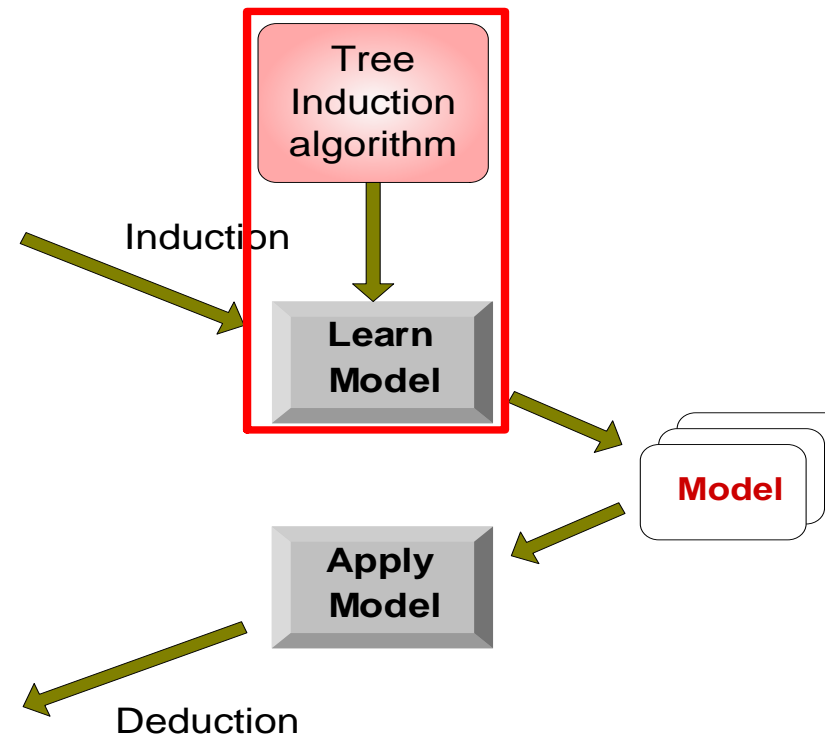 Tree
Induction
algorithm
Induction
Learn
Model
Model
Apply
Model
Deduction